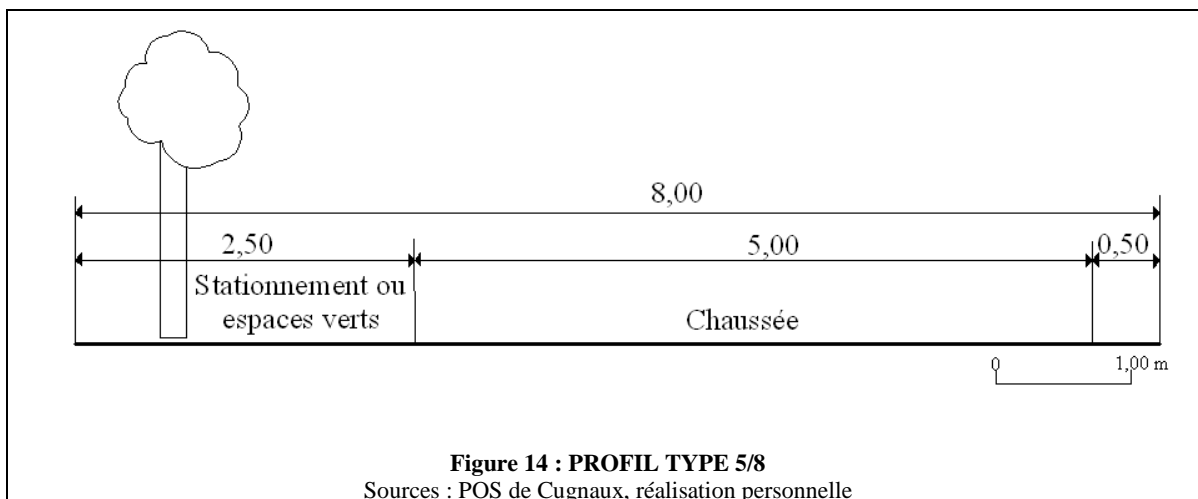 8,00
2,50
5,00
0,50
Stationnement ou
espaces verts
Chaussée
0
1,00 m
Figure 14 : PROFIL TYPE 5/8
Sources : POS de Cugnaux, réalisation personnelle